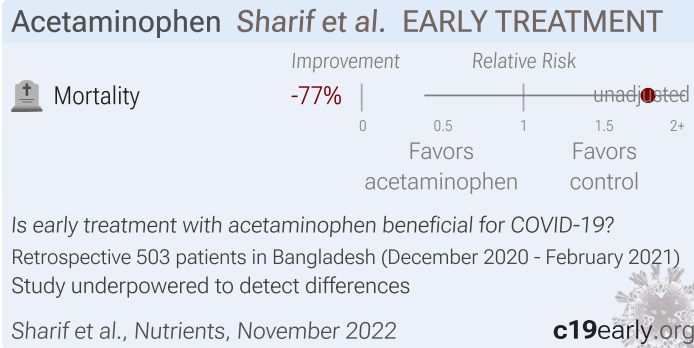 Acetaminophen Sharif et al. EARLY TREATMENT
Improvement Relative Risk
Mortality -77% unadjusted
0 0.5 1 1.5 2+
Favors acetaminophen Favors control
Is early treatment with acetaminophen beneficial for COVID-19?
Retrospective 503 patients in Bangladesh (December 2020 - February 2021)
Study underpowered to detect differences
Sharif et al., Nutrients, November 2022 c19early.org